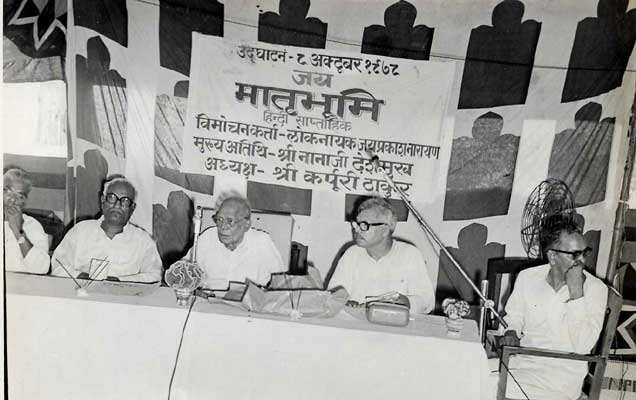 उद्घाटन - ८ अक्टूबर १९७८
जय
मातृभूमि
हिन्दी साप्ताहिक
विमोचनकर्ता - लोकनायक जयप्रकाशनारायण
मुख्य अतिथि - श्री नानाजी देशमुख
अध्यक्ष - श्री कर्पूरी ठाकुर